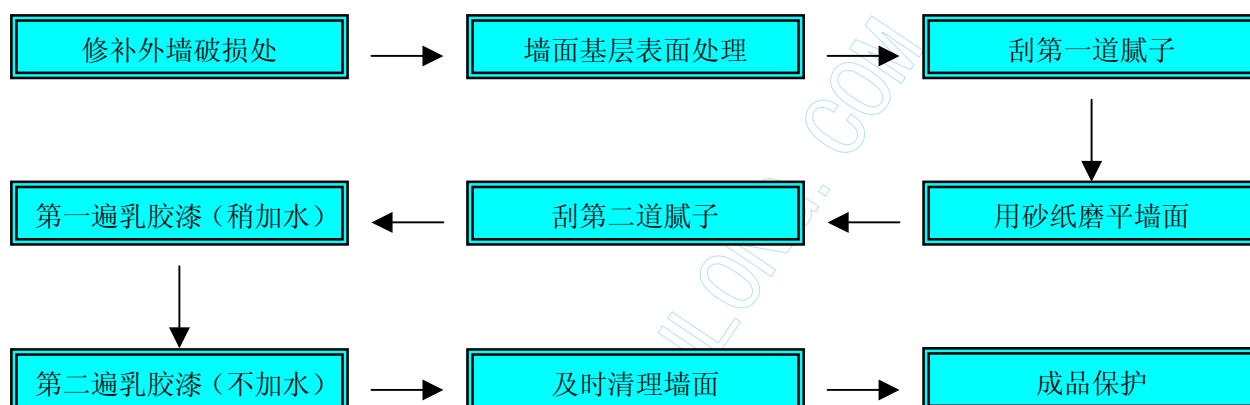 修补外墙破损处
墙面基层表面处理
刮第一道腻子
用砂纸磨平墙面
刮第二道腻子
第一遍乳胶漆（稍加水）
第二遍乳胶漆（不加水）
及时清理墙面
成品保护